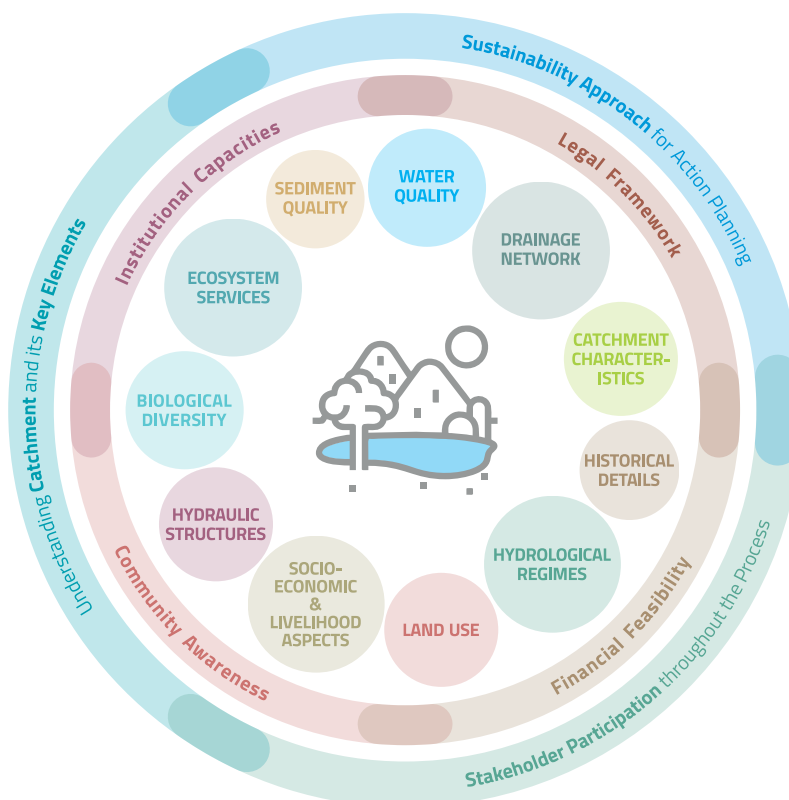 Sustainability Approach for Action Planning
Understanding Catchment and its Key Elements
Stakeholder Participation throughout the Process
Institutional Capacities
Legal Framework
Community Awareness
Financial Feasibility
WATER
QUALITY
DRAINAGE
NETWORK
CATCHMENT
CHARACTER-
ISTICS
HISTORICAL
DETAILS
HYDROLOGICAL
REGIMES
LAND USE
SOCIO-
ECONOMIC
&
LIVELIHOOD
ASPECTS
HYDRAULIC
STRUCTURES
BIOLOGICAL
DIVERSITY
ECOSYSTEM
SERVICES
SEDIMENT
QUALITY